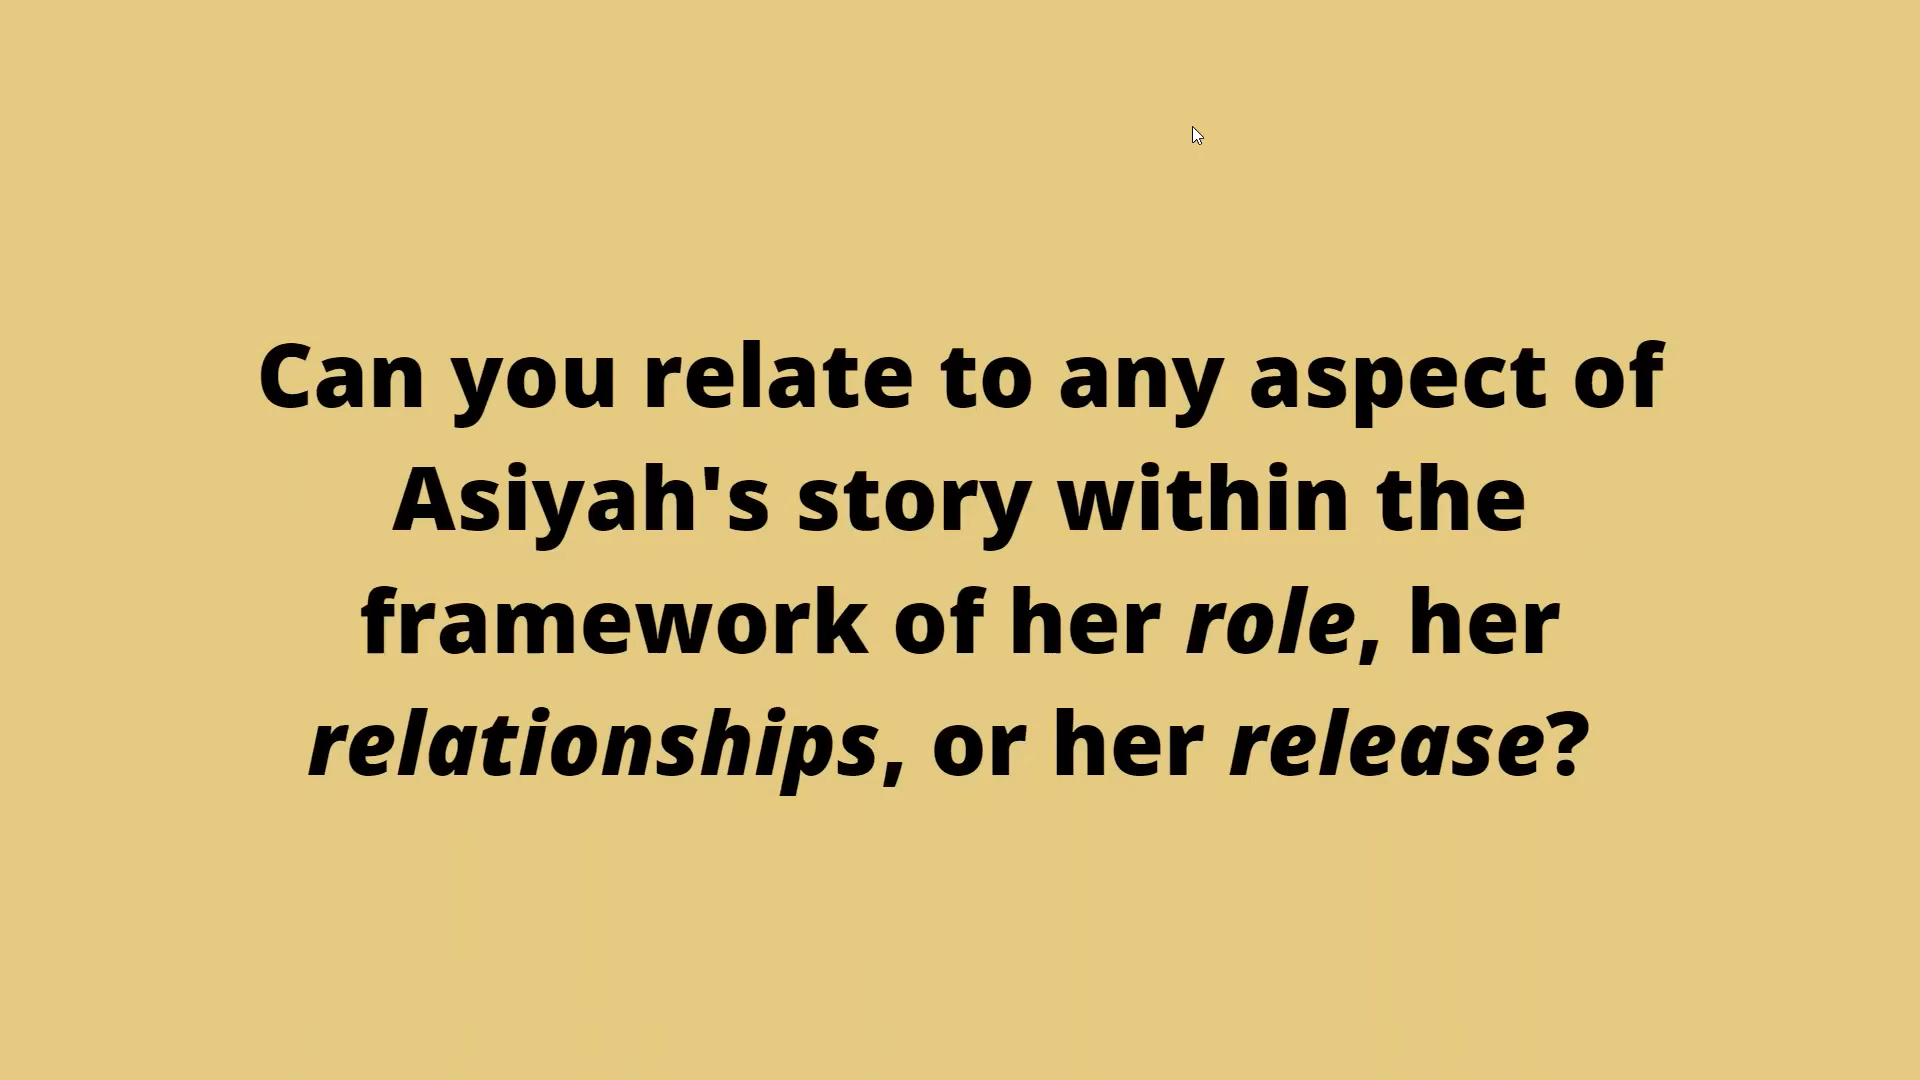 Can you relate to any aspect of
Asiyah's story within the
framework of her role, her
relationships, or her release?